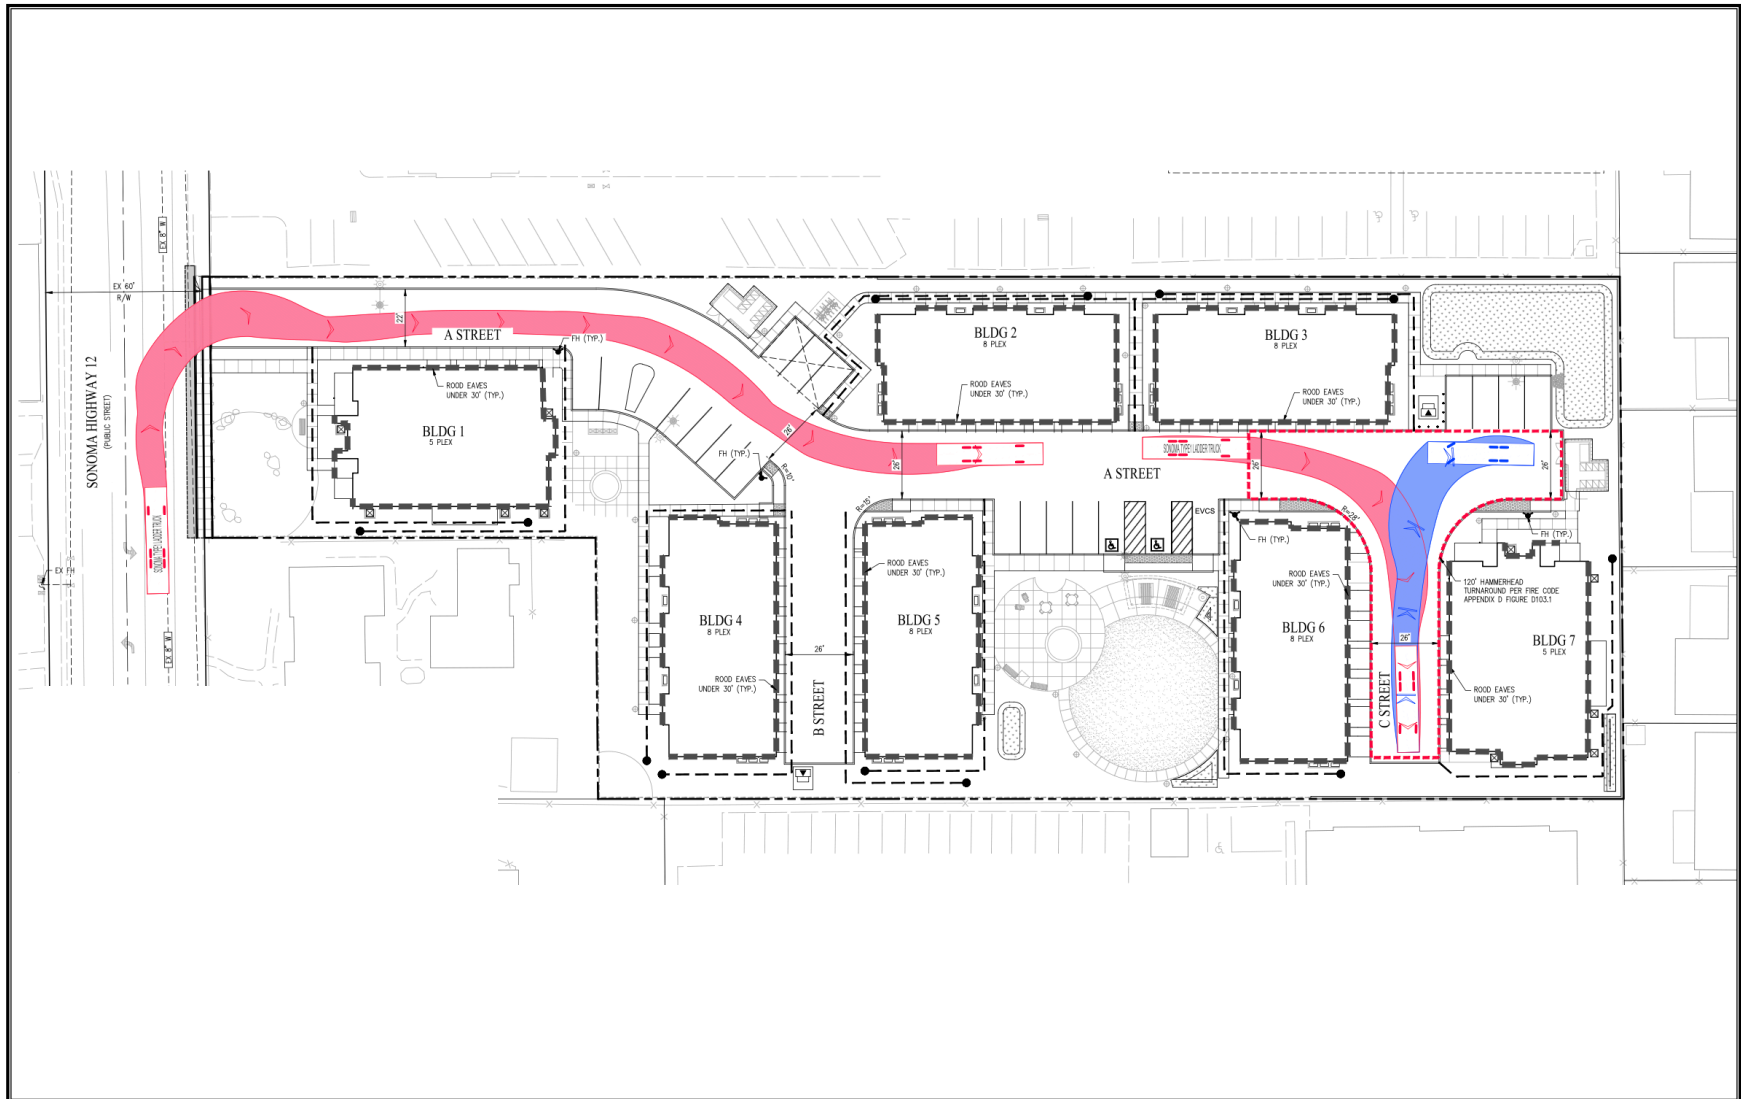 EX 60'
R/W
EX 8" W
SONOMA HIGHWAY 12
(PUBLIC STREET)
EX FH
EX 8" W
SONOMA TYPE1 LADDER TRUCK
22'
A STREET
FH (TYP.)
ROOD EAVES
UNDER 30' (TYP.)
BLDG 1
5 PLEX
BLDG 2
8 PLEX
ROOD EAVES
UNDER 30' (TYP.)
BLDG 3
8 PLEX
ROOD EAVES
UNDER 30' (TYP.)
26'
FH (TYP.)
R=10'
26'
R=15'
A STREET
SONOMA TYPE1 LADDER TRUCK
26'
26'
EVCS
R=28'
FH (TYP.)
FH (TYP.)
120' HAMMERHEAD
TURNAROUND PER FIRE CODE
APPENDIX D FIGURE D103.1
ROOD EAVES
UNDER 30' (TYP.)
BLDG 4
8 PLEX
ROOD EAVES
UNDER 30' (TYP.)
26'
B STREET
BLDG 5
8 PLEX
ROOD EAVES
UNDER 30' (TYP.)
BLDG 6
8 PLEX
26'
C STREET
BLDG 7
5 PLEX
ROOD EAVES
UNDER 30' (TYP.)